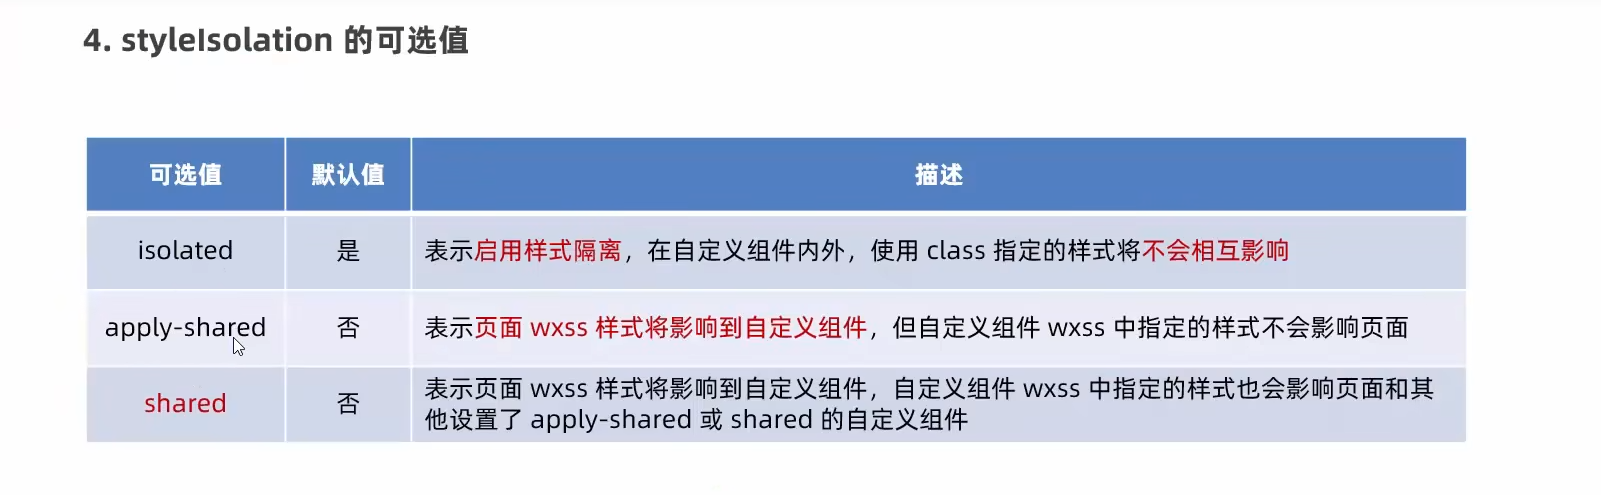 4. styleIsolation 的可选值
可选值 默认值 描述
isolated 是 表示启用样式隔离，在自定义组件内外，使用 class 指定的样式将不会相互影响
apply-shared 否 表示页面 wxss 样式将影响到自定义组件，但自定义组件 wxss 中指定的样式不会影响页面
shared 否 表示页面 wxss 样式将影响到自定义组件，自定义组件 wxss 中指定的样式也会影响页面和其
他设置了 apply-shared 或 shared 的自定义组件